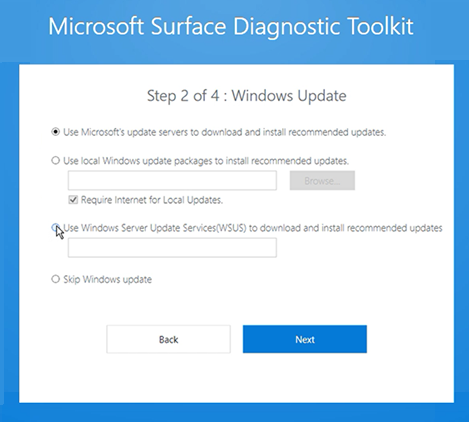 Microsoft Surface Diagnostic Toolkit
Step 2 of 4 : Windows Update
Use Microsoft's update servers to download and install recommended updates.
Use local Windows update packages to install recommended updates.
Browse...
Require Internet for Local Updates.
Use Windows Server Update Services(WSUS) to download and install recommended updates
Skip Windows update
Back
Next